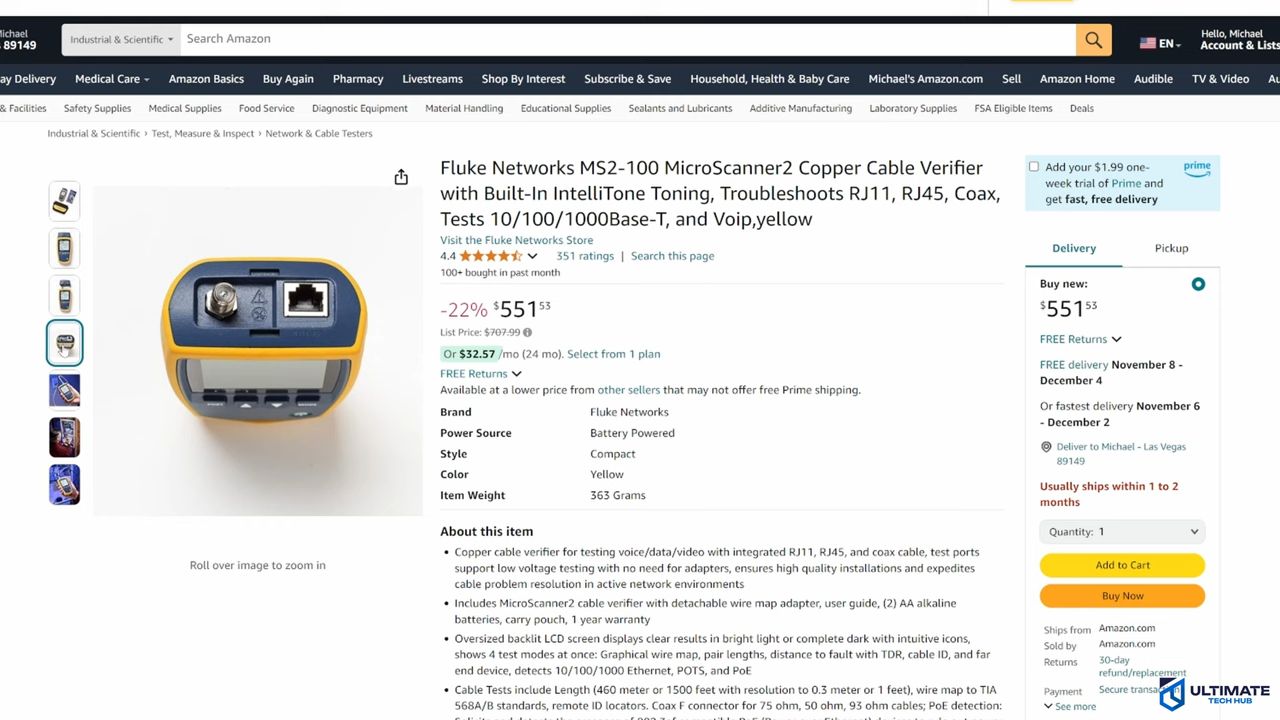 Michael
89149
Industrial & Scientific
Search Amazon
EN
Hello, Michael
Account & Lists
ay Delivery
Medical Care
Amazon Basics
Buy Again
Pharmacy
Livestreams
Shop By Interest
Subscribe & Save
Household, Health & Baby Care
Michael's Amazon.com
Sell
Amazon Home
Audible
TV & Video
& Facilities
Safety Supplies
Medical Supplies
Food Service
Diagnostic Equipment
Material Handling
Educational Supplies
Sealants and Lubricants
Additive Manufacturing
Laboratory Supplies
FSA Eligible Items
Deals
Industrial & Scientific › Test, Measure & Inspect › Network & Cable Testers
Fluke Networks MS2-100 MicroScanner2 Copper Cable Verifier
with Built-In IntelliTone Toning, Troubleshoots RJ11, RJ45, Coax,
Tests 10/100/1000Base-T, and Voip,yellow
Visit the Fluke Networks Store
4.4
351 ratings | Search this page
100+ bought in past month
-22% $551 53
List Price: $707.99
Or $32.57 /mo (24 mo). Select from 1 plan
FREE Returns
Available at a lower price from other sellers that may not offer free Prime shipping.
Brand Fluke Networks
Power Source Battery Powered
Style Compact
Color Yellow
Item Weight 363 Grams
About this item
• Copper cable verifier for testing voice/data/video with integrated RJ11, RJ45, and coax cable, test ports
support low voltage testing with no need for adapters, ensures high quality installations and expedites
cable problem resolution in active network environments
• Includes MicroScanner2 cable verifier with detachable wire map adapter, user guide, (2) AA alkaline
batteries, carry pouch, 1 year warranty
• Oversized backlit LCD screen displays clear results in bright light or complete dark with intuitive icons,
shows 4 test modes at once: Graphical wire map, pair lengths, distance to fault with TDR, cable ID, and far
end device, detects 10/100/1000 Ethernet, POTS, and PoE
• Cable Tests include Length (460 meter or 1500 feet with resolution to 0.3 meter or 1 feet), wire map to TIA
568A/B standards, remote ID locators. Coax F connector for 75 ohm, 50 ohm, 93 ohm cables; PoE detection:
Roll over image to zoom in
Add your $1.99 one-
week trial of Prime and
get fast, free delivery
prime
Delivery
Pickup
Buy new:
$551 53
FREE Returns
FREE delivery November 8 -
December 4
Or fastest delivery November 6
- December 2
Deliver to Michael - Las Vegas
89149
Usually ships within 1 to 2
months
Quantity: 1
Add to Cart
Buy Now
Ships from Amazon.com
Sold by Amazon.com
Returns 30-day
refund/replacement
Payment Secure
See more
ULTIMATE
TECH HUB